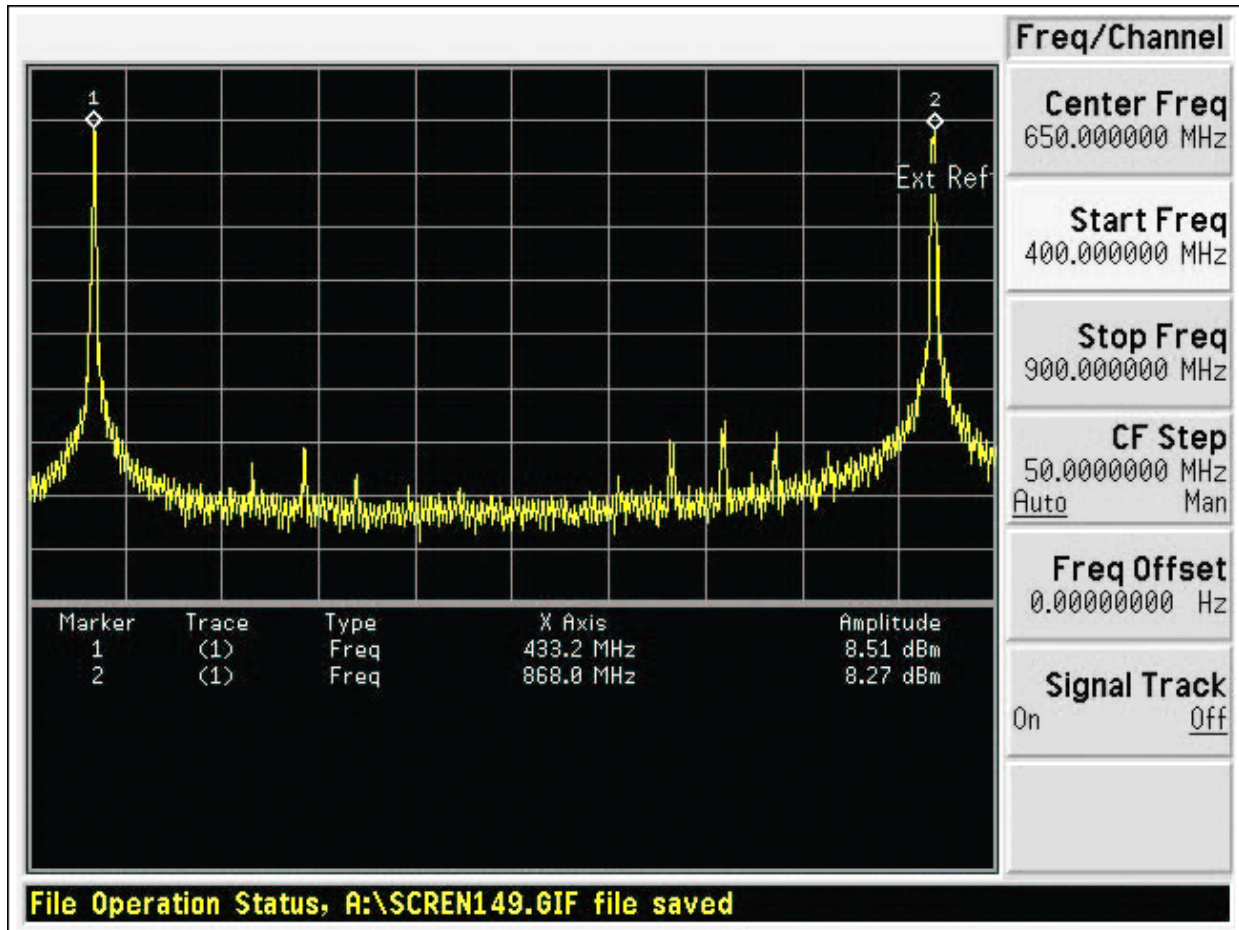 Freq/Channel
1
2
Ext Ref
Center Freq
650.000000 MHz
Start Freq
400.000000 MHz
Stop Freq
900.000000 MHz
CF Step
50.0000000 MHz
Auto Man
Freq Offset
0.00000000 Hz
Signal Track
On Off
Marker Trace Type X Axis Amplitude
1 (1) Freq 433.2 MHz 8.51 dBm
2 (1) Freq 868.0 MHz 8.27 dBm
File Operation Status, A:\SCREN149.GIF file saved